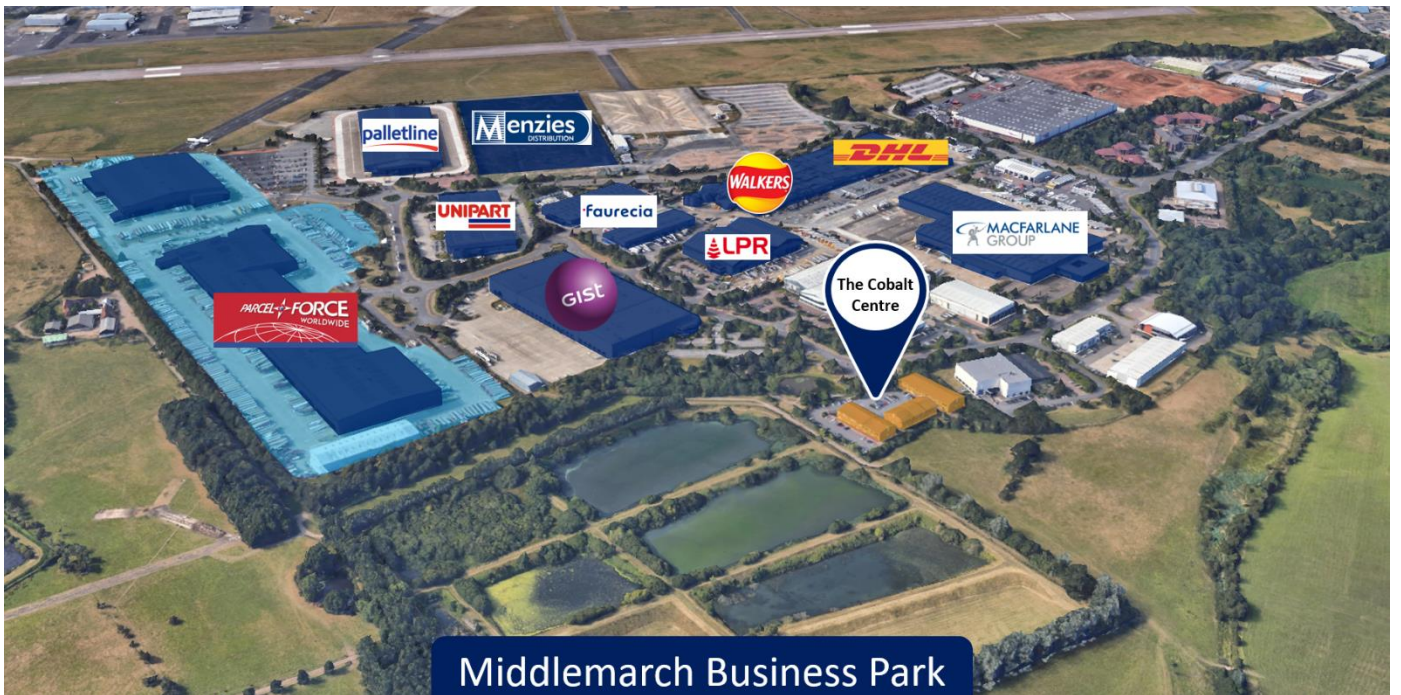 palletline
Menzies
DISTRIBUTION
DHL
WALKERS
UNIPART
faurecia
LPR
MACFARLANE
GROUP
GIST
The Cobalt
Centre
PARCEL FORCE
WORLDWIDE
Middlemarch Business Park